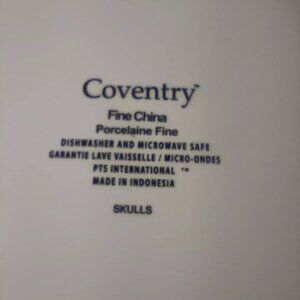 Coventry™
Fine China
Porcelaine Fine
DISHWASHER AND MICROWAVE SAFE
GARANTIE LAVE VAISSELLE / MICRO-ONDES
PTS INTERNATIONAL ™
MADE IN INDONESIA
SKULLS